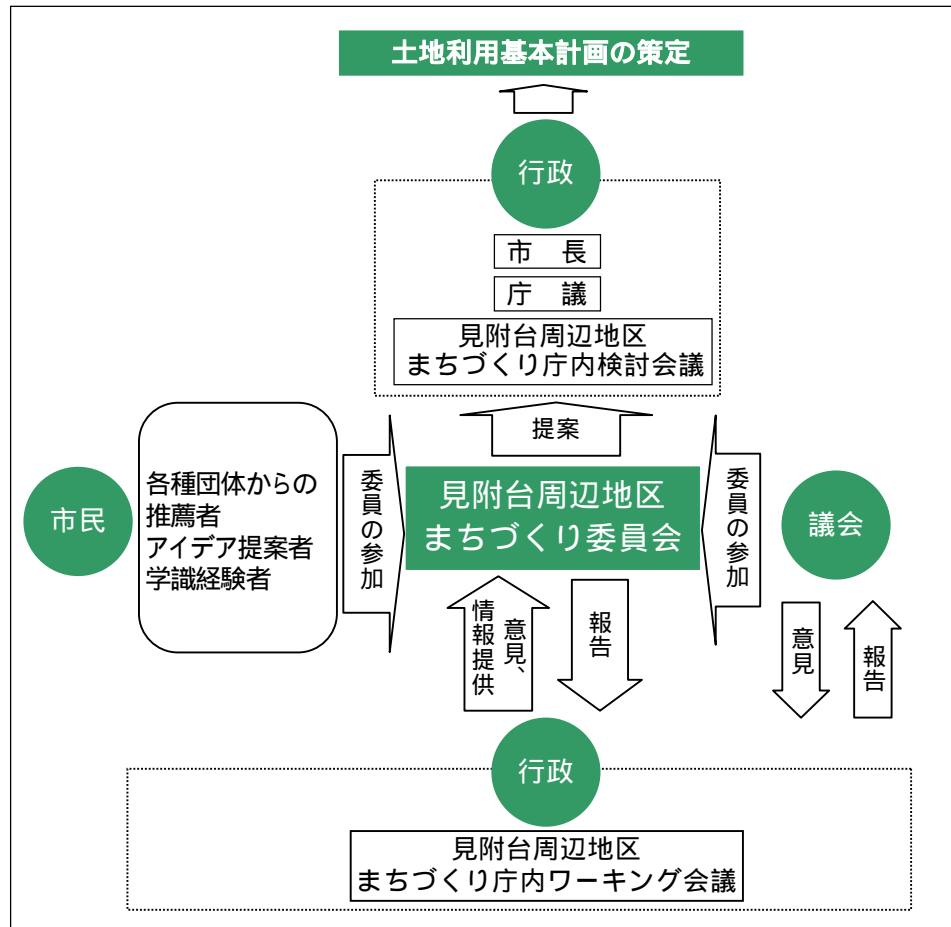 土地利用基本計画の策定
行政
市　長
庁　議
見附台周辺地区
まちづくり庁内検討会議
提案
市民
各種団体からの
推薦者
アイデア提案者
学識経験者
委員の参加
見附台周辺地区
まちづくり委員会
委員の参加
議会
意見、
情報提供
報告
意見
報告
行政
見附台周辺地区
まちづくり庁内ワーキング会議